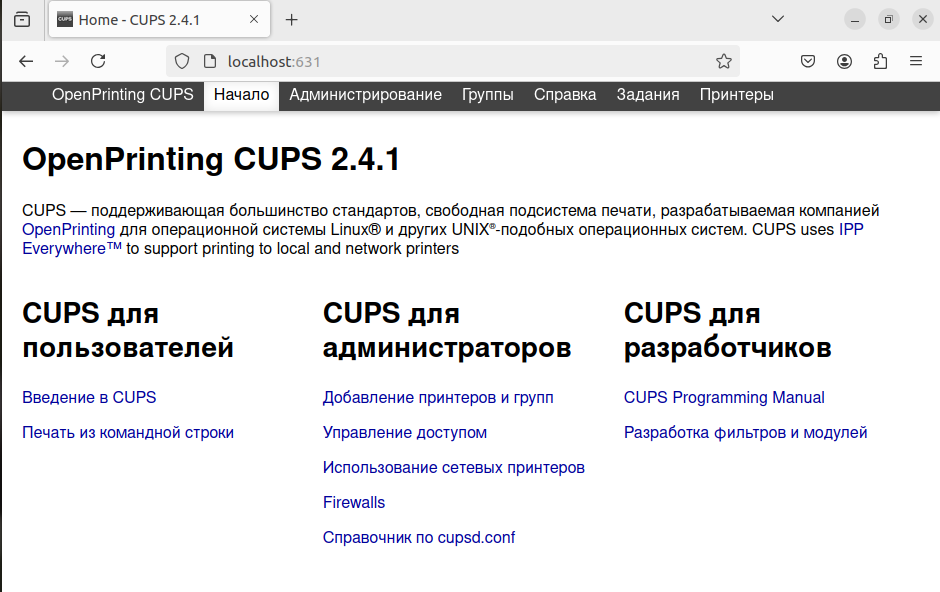 CUPS Home - CUPS 2.4.1
localhost:631
OpenPrinting CUPS Начало Администрирование Группы Справка Задания Принтеры
OpenPrinting CUPS 2.4.1
CUPS — поддерживающая большинство стандартов, свободная подсистема печати, разрабатываемая компанией
OpenPrinting для операционной системы Linux® и других UNIX®-подобных операционных систем. CUPS uses IPP
Everywhere™ to support printing to local and network printers
CUPS для
пользователей
Введение в CUPS
Печать из командной строки
CUPS для
администраторов
Добавление принтеров и групп
Управление доступом
Использование сетевых принтеров
Firewalls
Справочник по cupsd.conf
CUPS для
разработчиков
CUPS Programming Manual
Разработка фильтров и модулей